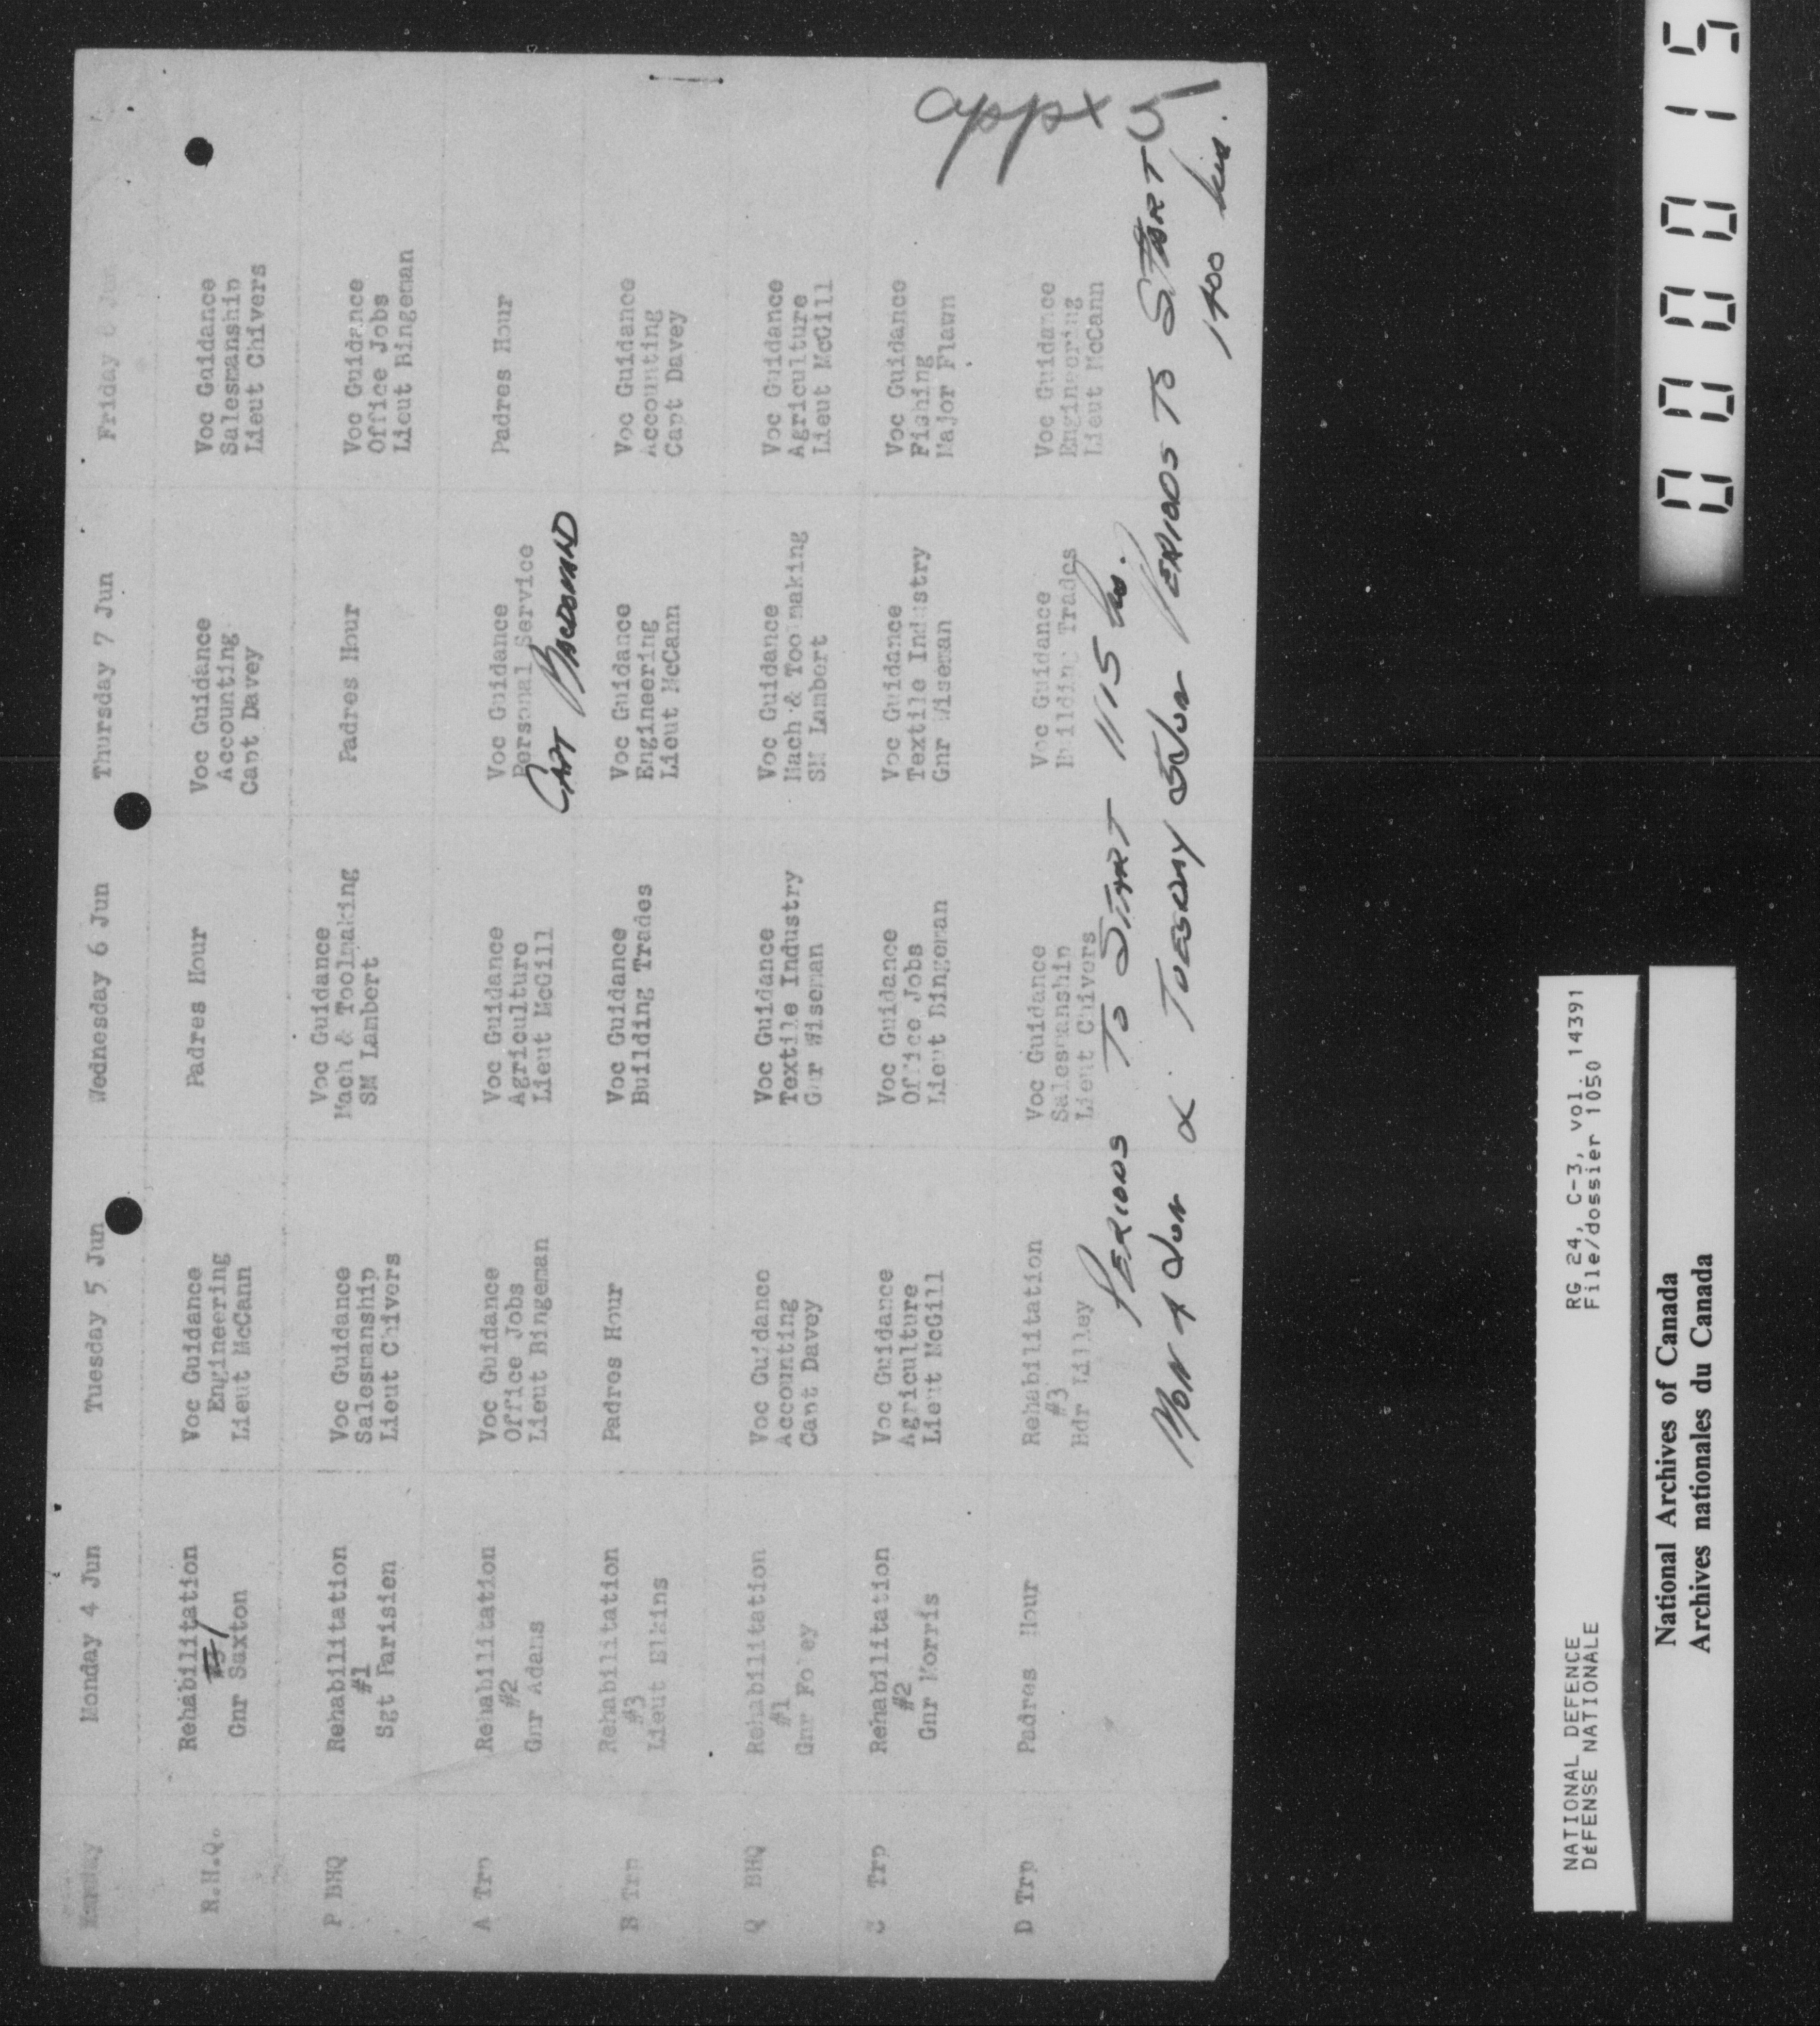 Monday 4 Jun Tuesday 5 Jun Wednesday 6 Jun Thursday 7 Jun Friday 8 Jun
R.H.Q.
Rehabilitation
Gnr Saxton
Voc Guidance
Engineering
Lieut McCann
Padres Hour
Voc Guidance
Accounting
Capt Davey
Voc Guidance
Salesmanship
Lieut Chivers
P BHQ
Rehabilitation
#1
Sgt Parisien
Voc Guidance
Salesmanship
Lieut Chivers
Voc Guidance
Mach & Toolmaking
SM Lambert
Padres Hour
Voc Guidance
Office Jobs
Lieut Bingeman
A Trp
Rehabilitation
#2
Gnr Adams
Voc Guidance
Office Jobs
Lieut Bingeman
Voc Guidance
Agriculture
Lieut McGill
Voc Guidance
Personal Service
CAPT MACDONALD
Padres Hour
B Trp
Rehabilitation
#3
Lieut Elkins
Padres Hour
Voc Guidance
Building Trades
Voc Guidance
Engineering
Lieut McCann
Voc Guidance
Accounting
Capt Davey
Q BHQ
Rehabilitation
#1
Gnr Foley
Voc Guidance
Accounting
Capt Davey
Voc Guidance
Textile Industry
Gnr Wiseman
Voc Guidance
Mach & Toolmaking
SM Lambert
Voc Guidance
Agriculture
Lieut McGill
C Trp
Rehabilitation
#2
Gnr Morris
Voc Guidance
Agriculture
Lieut McGill
Voc Guidance
Office Jobs
Lieut Bingeman
Voc Guidance
Textile Industry
Gnr Wiseman
Voc Guidance
Fishing
Major Flawn
D Trp
Padres Hour
Rehabilitation
#3
Bdr Lilley
Voc Guidance
Salesmanship
Lieut Chivers
Voc Guidance
Building Trades
Voc Guidance
Engineering
Lieut McCann
appx 5
PERIODS TO START 1115 hrs.
MON 4 JUN & TUESDAY 5 JUN PERIODS TO START
1400 hrs.
NATIONAL DEFENCE RG 24, C-3, vol. 14391
DéFENSE NATIONALE File/dossier 1050
National Archives of Canada
Archives nationales du Canada
000015